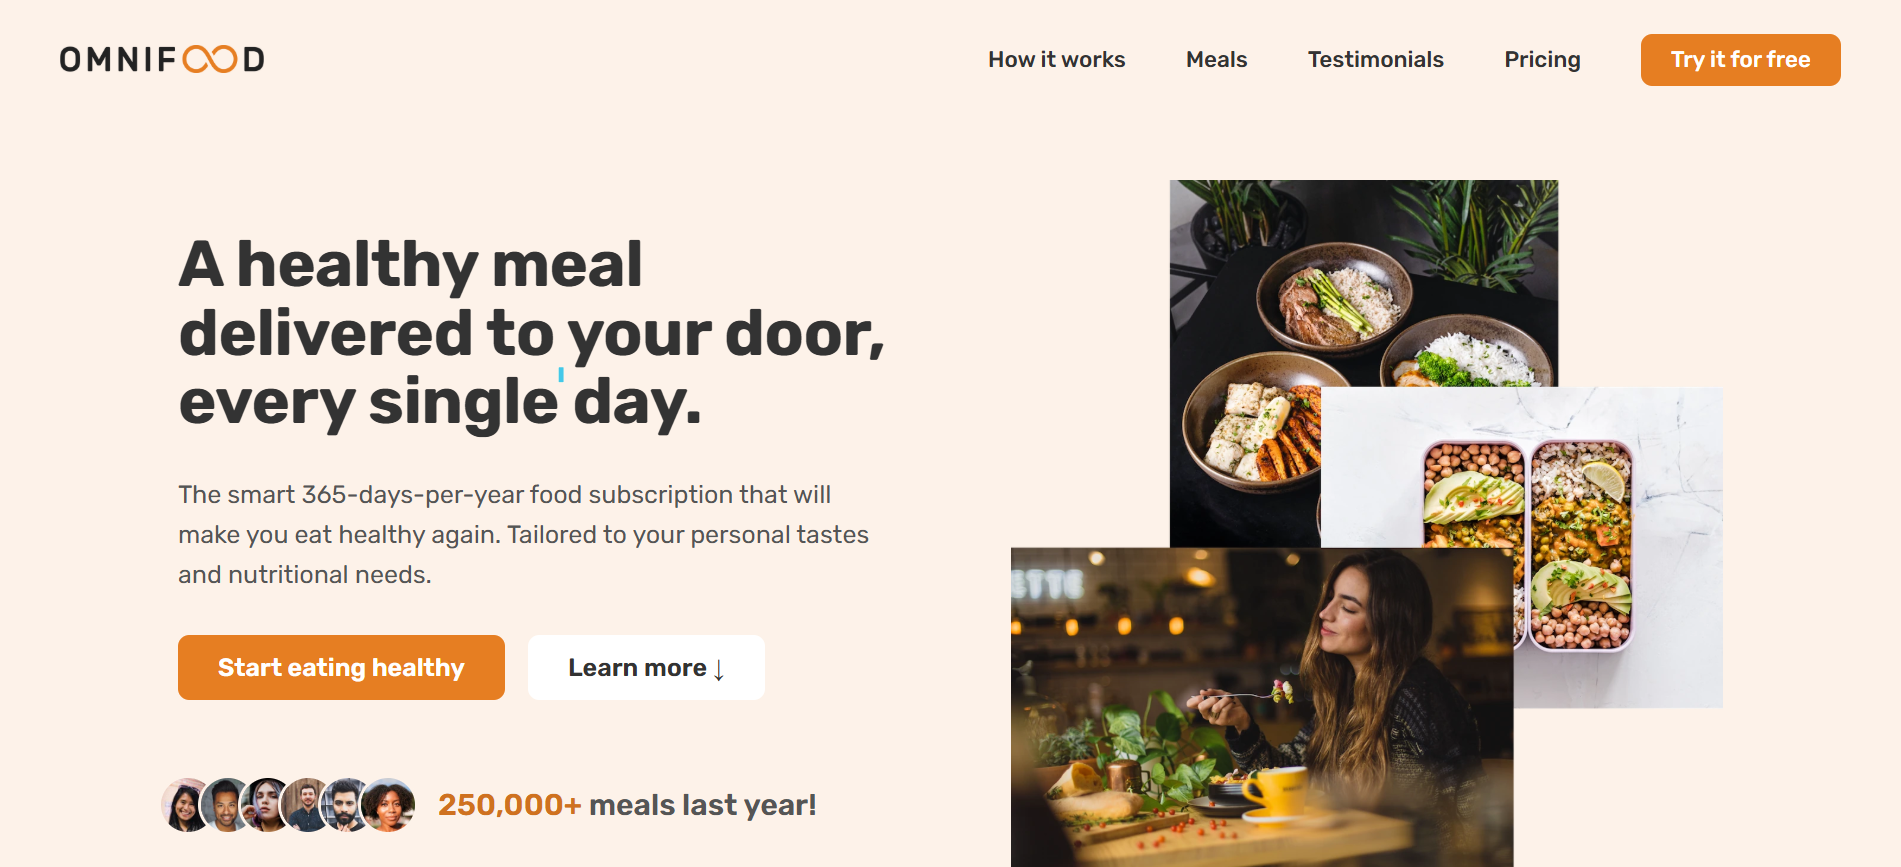 OMNIFOOD
How it works
Meals
Testimonials
Pricing
Try it for free
A healthy meal
delivered to your door,
every single day.
The smart 365-days-per-year food subscription that will
make you eat healthy again. Tailored to your personal tastes
and nutritional needs.
Start eating healthy
Learn more ↓
250,000+ meals last year!
ETTE